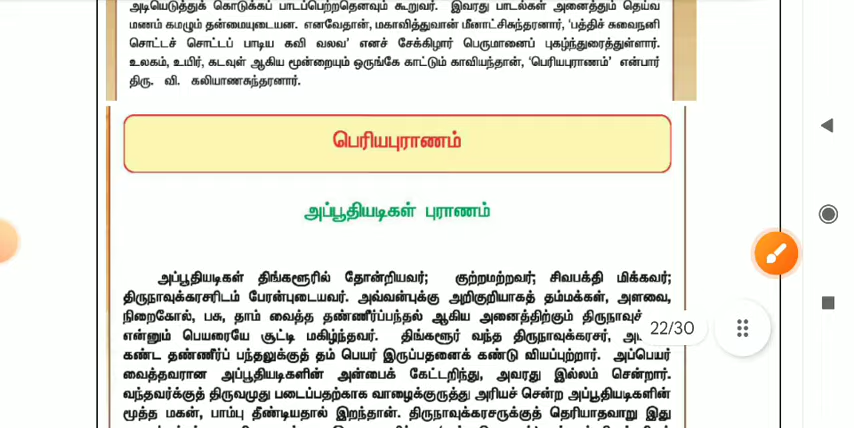 அடியெடுத்துக் கொடுக்கப் பாடப்பெற்றதெனவும் கூறுவர். இவரது பாடல்கள் அனைத்தும் தெய்வ
மணம் கமழும் தன்மையுடையன. எனவேதான், மகாவித்துவான் மீனாட்சிசுந்தரனார், ‘பத்திச் சுவைநனி
சொட்டச் சொட்டப் பாடிய கவி வலவ’ எனச் சேக்கிழார் பெருமானைப் புகழ்ந்துரைத்துள்ளார்.
உலகம், உயிர், கடவுள் ஆகிய மூன்றையும் ஒருங்கே காட்டும் காவியந்தான், ‘பெரியபுராணம்’ என்பார்
திரு. வி. கலியாணசுந்தரனார்.
பெரியபுராணம்
அப்பூதியடிகள் புராணம்
அப்பூதியடிகள் திங்களூரில் தோன்றியவர்; குற்றமற்றவர்; சிவபக்தி மிக்கவர்;
திருநாவுக்கரசரிடம் பேரன்புடையவர். அவ்வன்புக்கு அறிகுறியாகத் தம்மக்கள், அளவை,
நிறைகோல், பசு, தாம் வைத்த தண்ணீர்ப்பந்தல் ஆகிய அனைத்திற்கும் திருநாவு
என்னும் பெயரையே சூட்டி மகிழ்ந்தவர். திங்களூர் வந்த திருநாவுக்கரசர்,
22/30
கண்ட தண்ணீர்ப் பந்தலுக்குத் தம் பெயர் இருப்பதனைக் கண்டு வியப்புற்றார். அப்பெயர்
வைத்தவரான அப்பூதியடிகளின் அன்பைக் கேட்டறிந்து, அவரது இல்லம் சென்றார்.
வந்தவர்க்குத் திருவமுது படைப்பதற்காக வாழைக்குருத்து அரியச் சென்ற அப்பூதியடிகளின்
மூத்த மகன், பாம்பு தீண்டியதால் இறந்தான். திருநாவுக்கரசருக்குத் தெரியாதவாறு இது